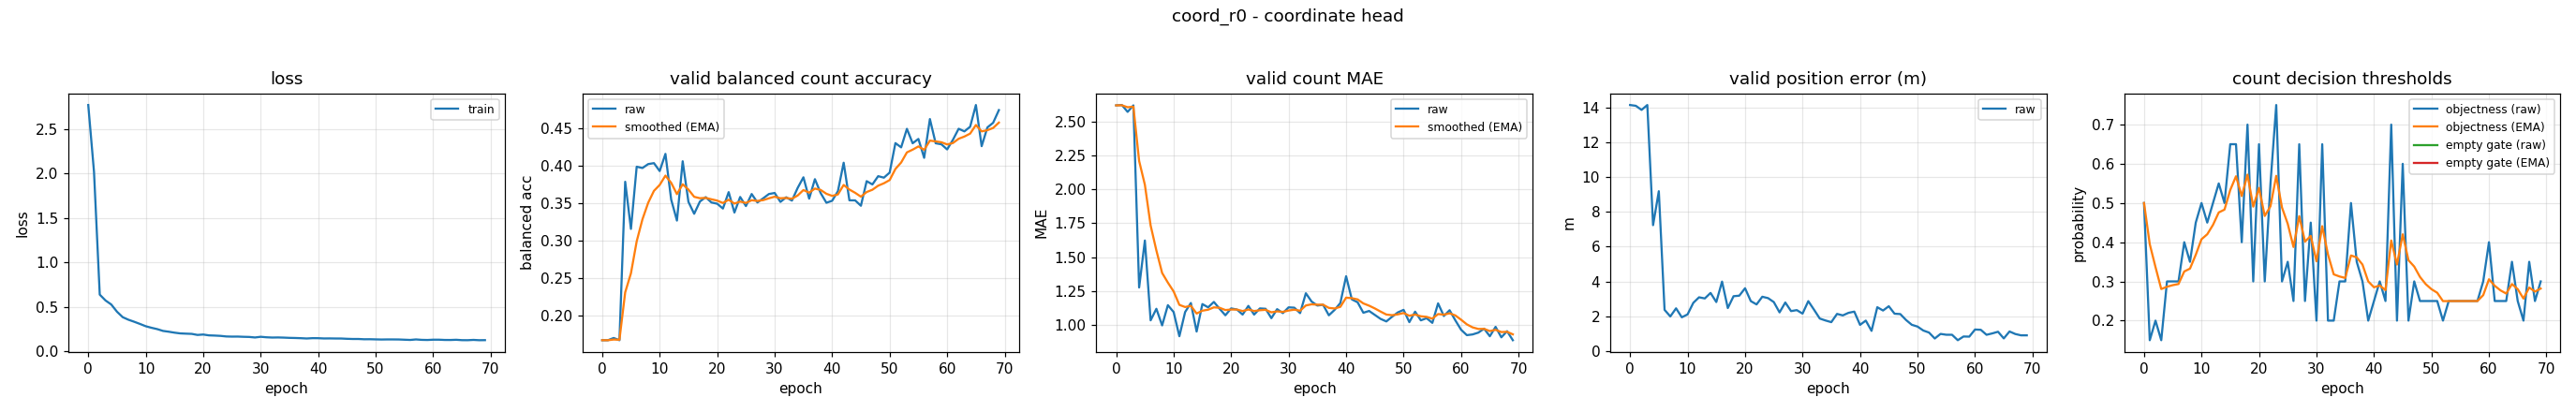 coord_r0 - coordinate head
loss
train
2.5
2.0
1.5
1.0
0.5
0.0
loss
0 10 20 30 40 50 60 70
epoch
valid balanced count accuracy
raw
smoothed (EMA)
0.45
0.40
0.35
0.30
0.25
0.20
balanced acc
0 10 20 30 40 50 60 70
epoch
valid count MAE
raw
smoothed (EMA)
2.50
2.25
2.00
1.75
1.50
1.25
1.00
MAE
0 10 20 30 40 50 60 70
epoch
valid position error (m)
raw
14
12
10
8
6
4
2
0
m
0 10 20 30 40 50 60 70
epoch
count decision thresholds
objectness (raw)
objectness (EMA)
empty gate (raw)
empty gate (EMA)
0.7
0.6
0.5
0.4
0.3
0.2
probability
0 10 20 30 40 50 60 70
epoch